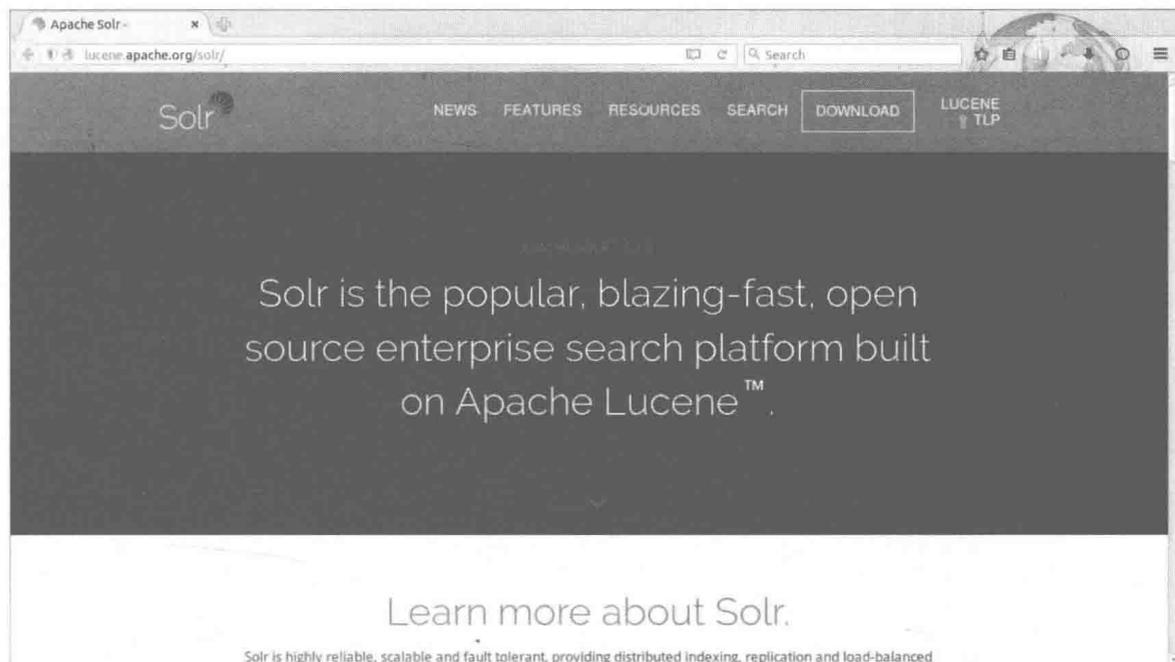 Apache Solr -
lucene.apache.org/solr/
Search
Solr
NEWS FEATURES RESOURCES SEARCH DOWNLOAD LUCENE
TLP
Solr is the popular, blazing-fast, open
source enterprise search platform built
on Apache Lucene™.
Learn more about Solr.
Solr is highly reliable, scalable and fault tolerant, providing distributed indexing, replication and load-balanced